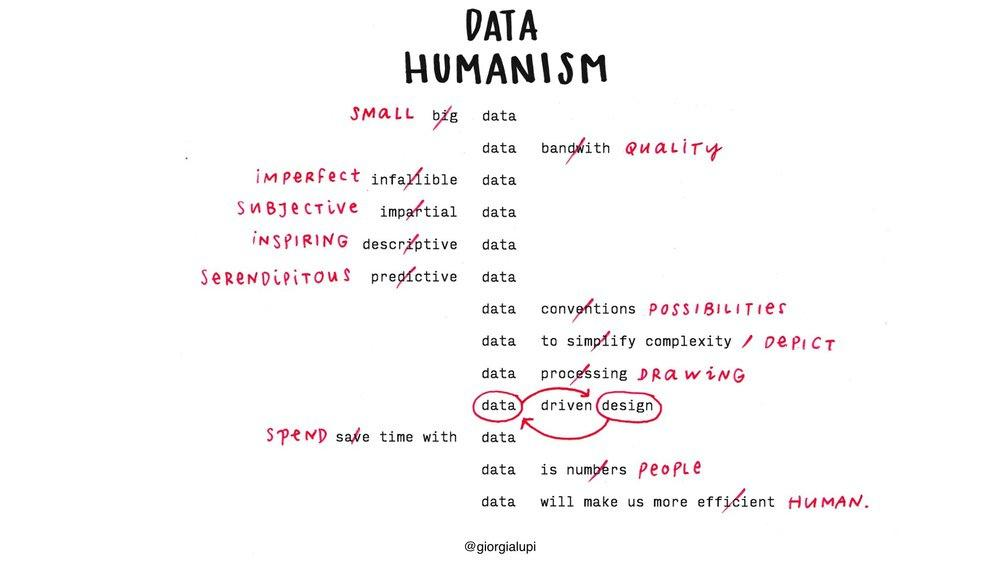 DATA
HUMANISM
SMALL big data
data bandwith QUALITY
IMPERFECT infallible data
SUBJECTIVE impartial data
INSPIRING descriptive data
SERENDIPITOUS predictive data
data conventions POSSIBILITIES
data to simplify complexity / DEPICT
data processing DRAWING
data driven design
SPEND save time with data
data is numbers PEOPLE
data will make us more efficient HUMAN.
@giorgialupi